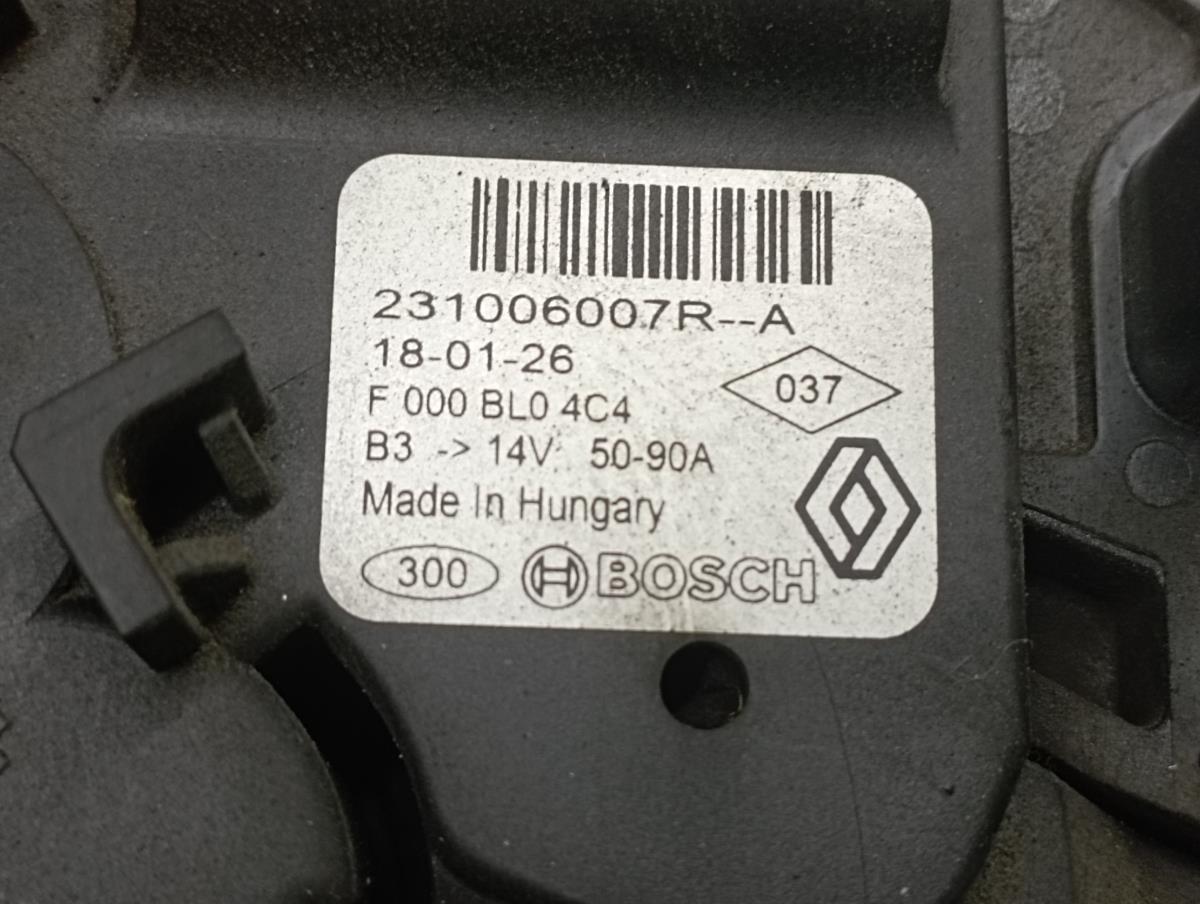 231006007R--A
18-01-26
037
F 000 BL0 4C4
B3 -> 14V 50-90A
Made In Hungary
300 BOSCH